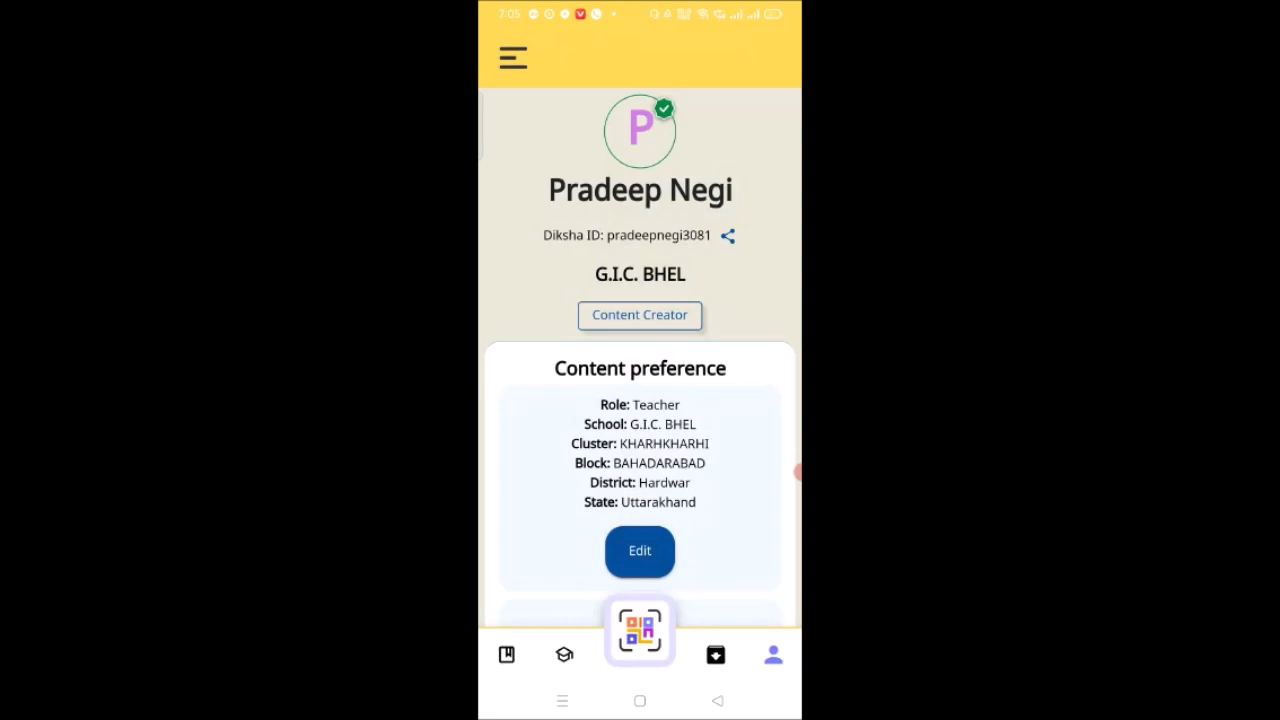 7:05
P
Pradeep Negi
Diksha ID: pradeepnegi3081
G.I.C. BHEL
Content Creator
Content preference
Role: Teacher
School: G.I.C. BHEL
Cluster: KHARHKHARHI
Block: BAHADARABAD
District: Hardwar
State: Uttarakhand
Edit